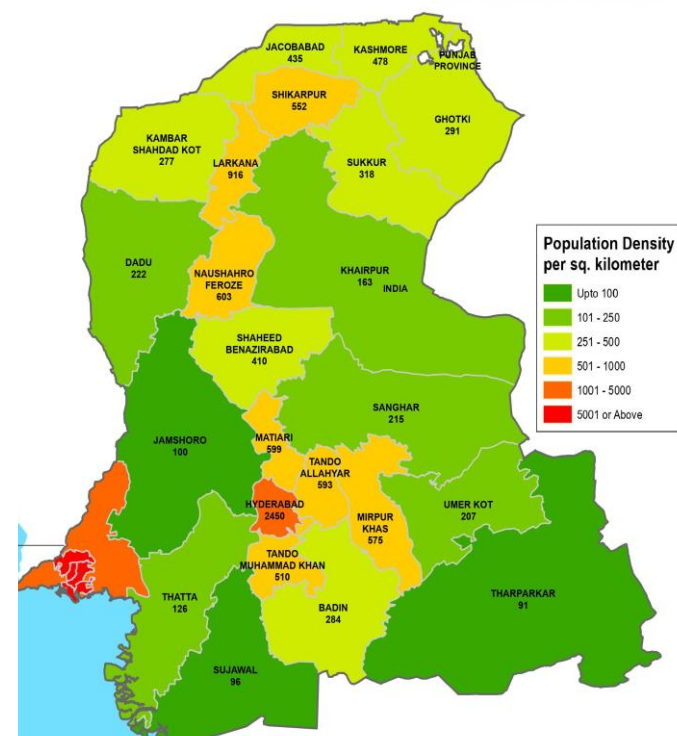 JACOBABAD
435
KASHMORE
478
PUNJAB
PROVINCE
SHIKARPUR
552
GHOTKI
291
KAMBAR
SHAHDAD KOT
277
LARKANA
916
SUKKUR
318
DADU
222
NAUSHAHRO
FEROZE
603
KHAIRPUR
163
INDIA
Population Density
per sq. kilometer
Upto 100
101 - 250
251 - 500
501 - 1000
1001 - 5000
5001 or Above
SHAHEED
BENAZIRABAD
410
SANGHAR
215
JAMSHORO
100
MATIARI
599
TANDO
ALLAHYAR
593
HYDERABAD
2450
MIRPUR
KHAS
575
UMER KOT
207
TANDO
MUHAMMAD KHAN
510
THATTA
126
BADIN
284
THARPARKAR
91
SUJAWAL
96